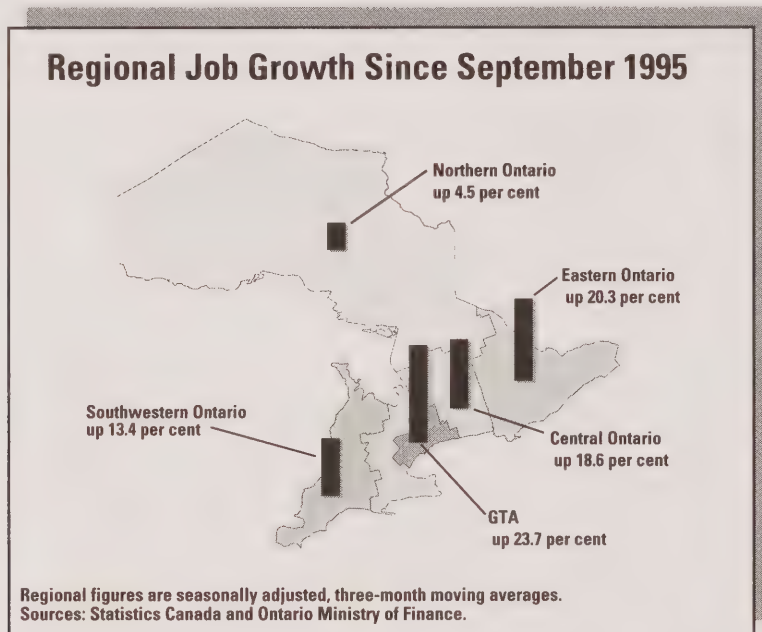 Regional Job Growth Since September 1995
Northern Ontario
up 4.5 per cent
Eastern Ontario
up 20.3 per cent
Southwestern Ontario
up 13.4 per cent
Central Ontario
up 18.6 per cent
GTA
up 23.7 per cent
Regional figures are seasonally adjusted, three-month moving averages.
Sources: Statistics Canada and Ontario Ministry of Finance.